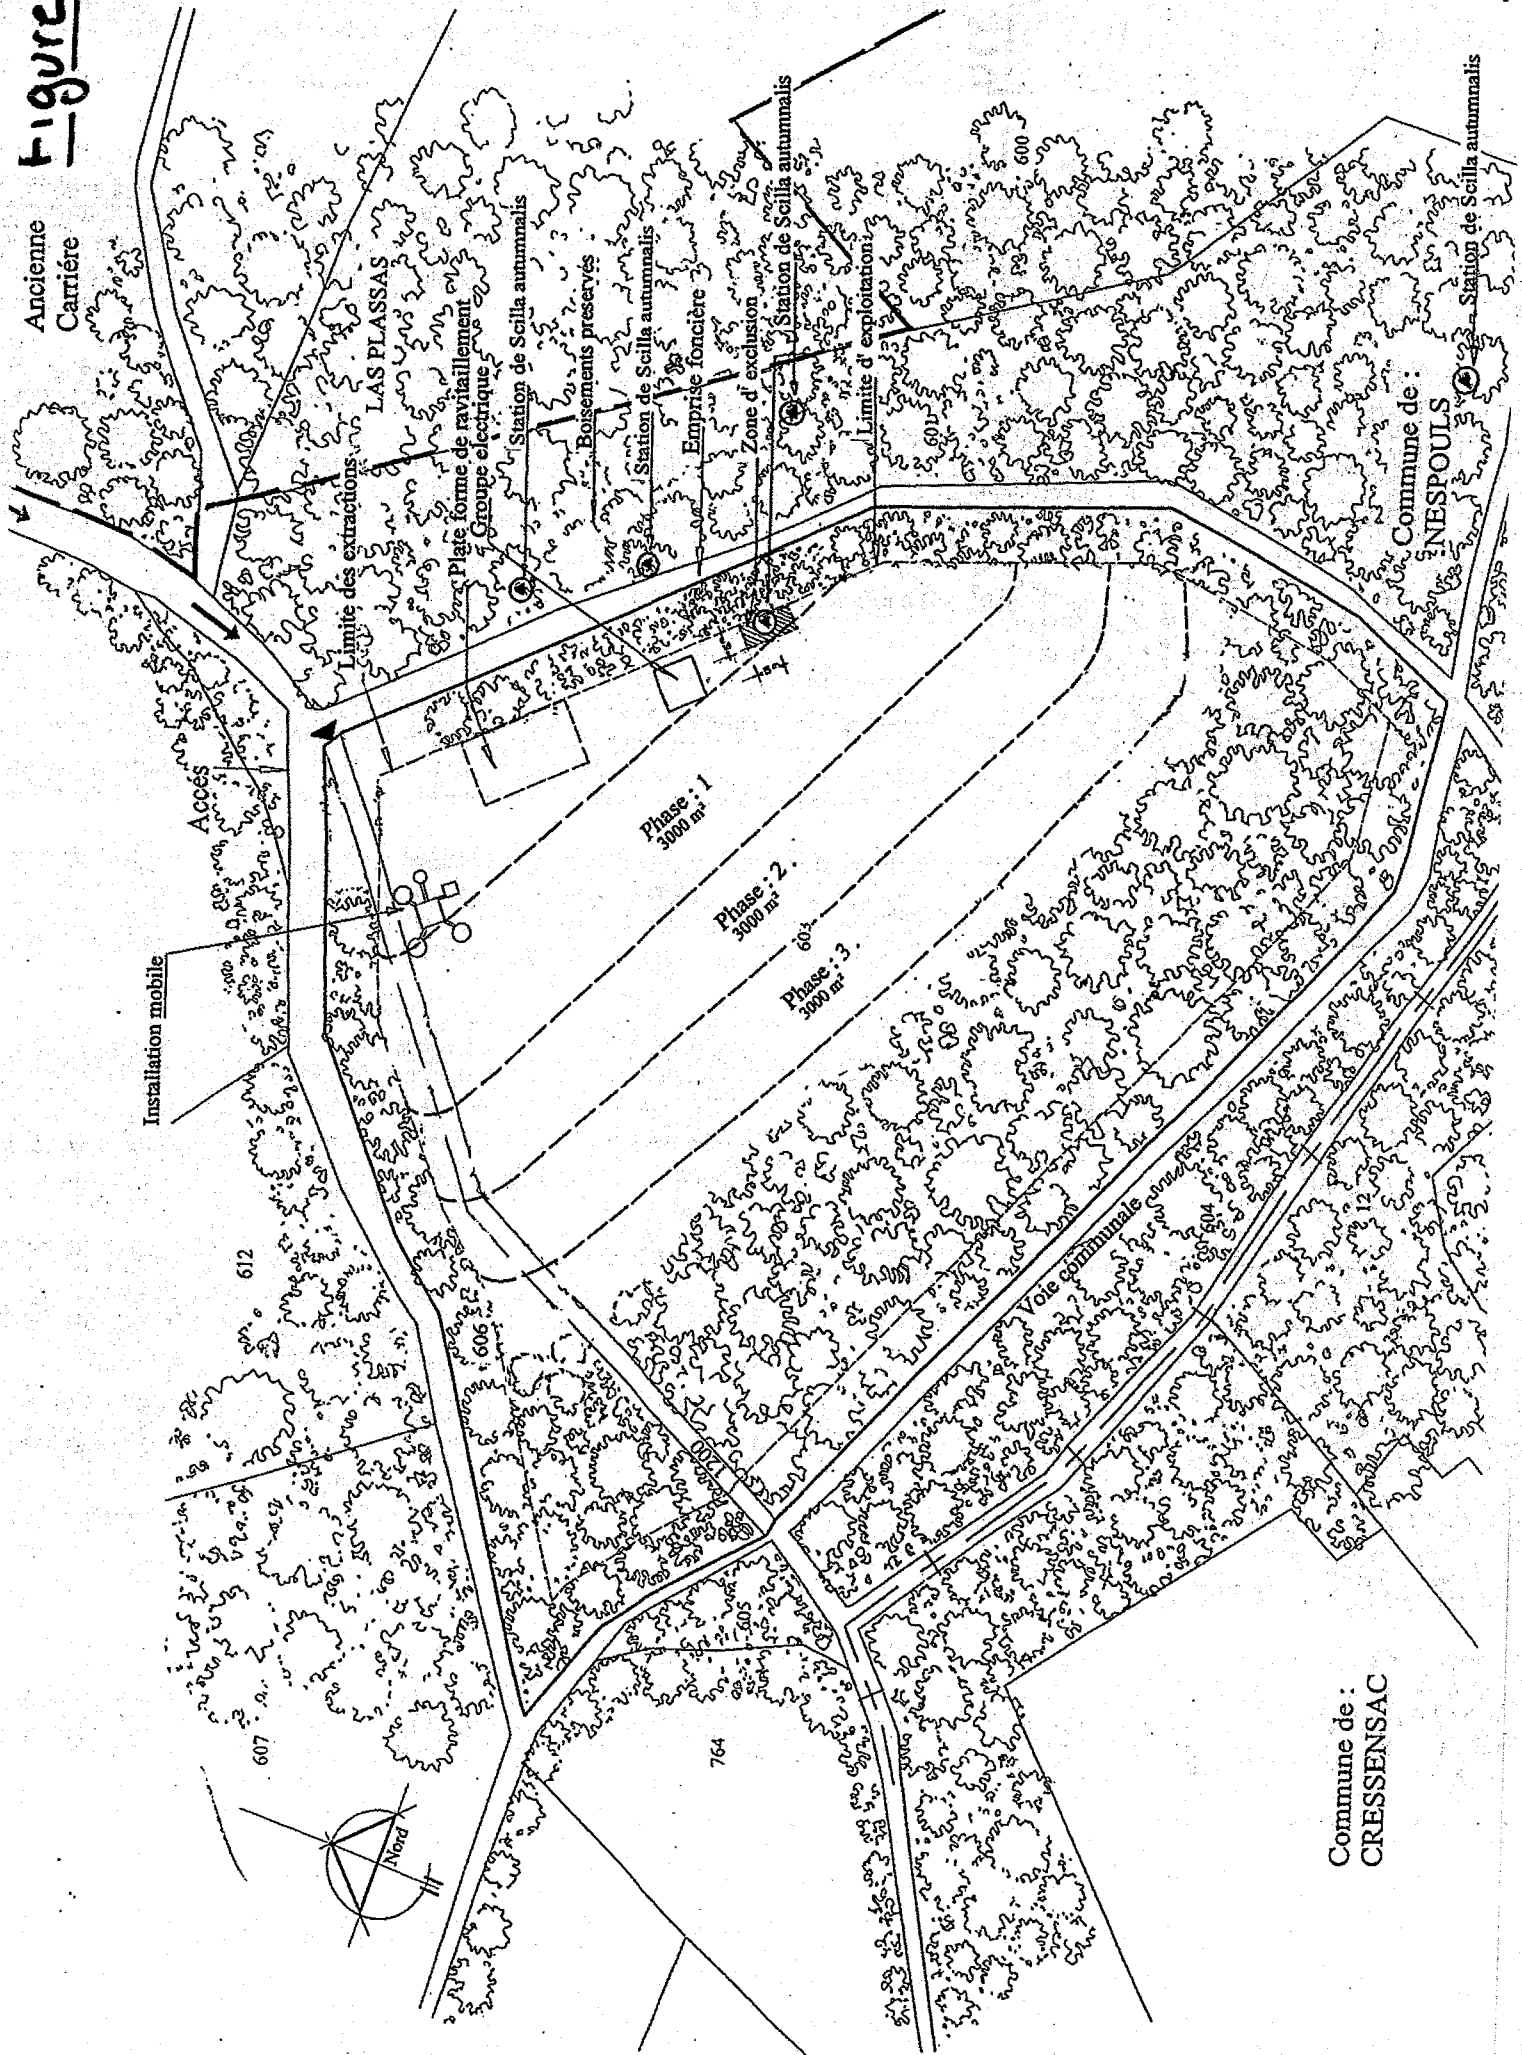 Figure
Ancienne
Carriére
LAS PLASSAS
Limite des extractions
Plate forme de ravitaillement
Groupe electrique
Station de Scilla autumnalis
Boisements preservés
Station de Scilla autumnalis
Emprise foncière
Zone d' exclusion
Station de Scilla autumnalis
Limite d' exploitation
600
601
Commune de :
NESPOULS
Station de Scilla autumnalis
Accés
Installation mobile
Phase : 1
3000 m²
Phase : 2 .
3000 m²
603
Phase : 3 .
3000 m²
612
606
1200
Voie communale
604
12
605
607
764
Nord
Commune de :
CRESSENSAC